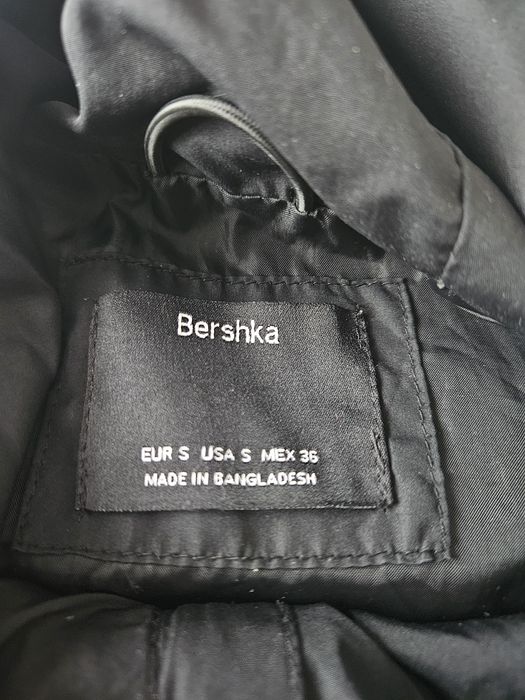 Bershka
EUR S USA S MEX 36
MADE IN BANGLADESH